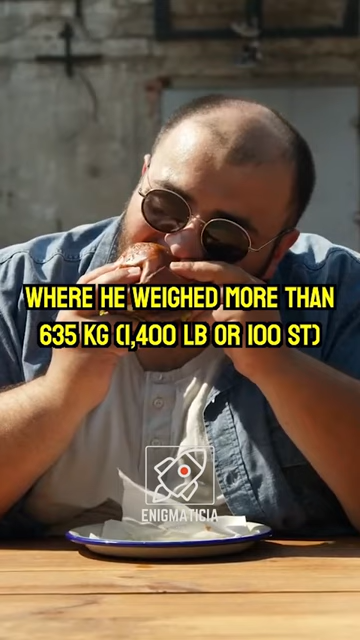 WHERE HE WEIGHED MORE THAN
635 KG (1,400 LB OR 100 ST)
ENIGMATICIA